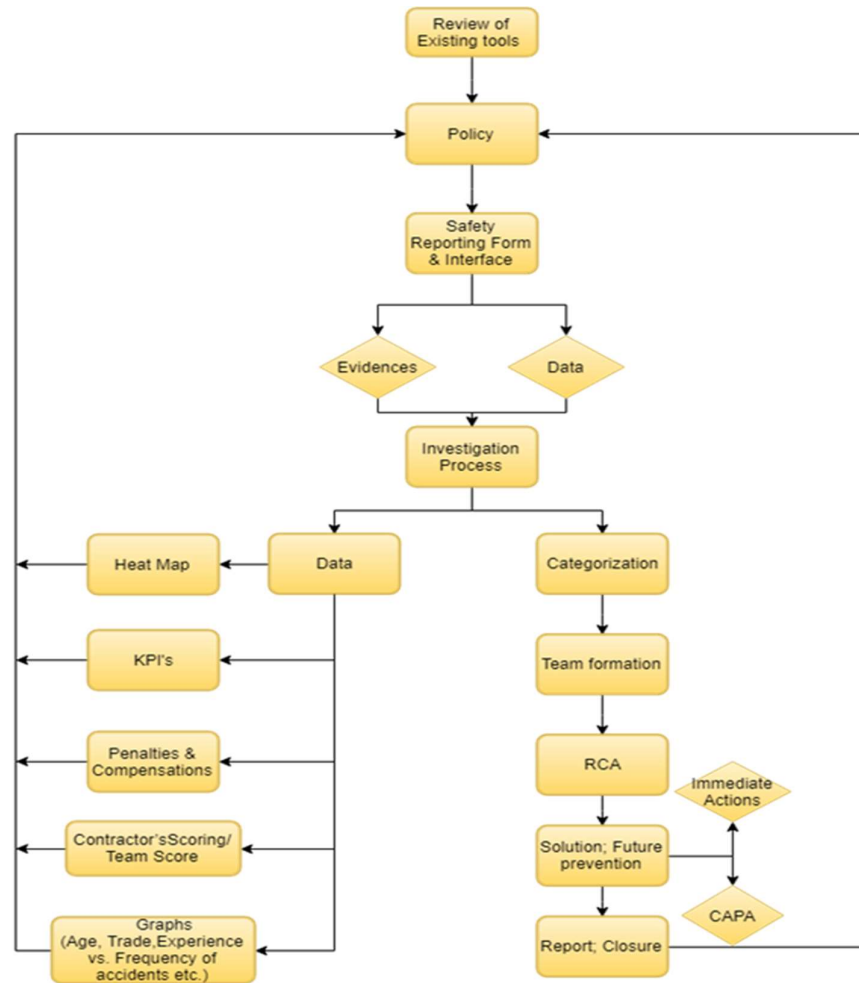 Review of
Existing tools
Policy
Safety
Reporting Form
& Interface
Evidences
Data
Investigation
Process
Heat Map
Data
Categorization
KPI's
Team formation
Penalties &
Compensations
RCA
Immediate
Actions
Contractor'sScoring/
Team Score
Solution; Future
prevention
CAPA
Graphs
(Age, Trade,Experience
vs. Frequency of
accidents etc.)
Report; Closure